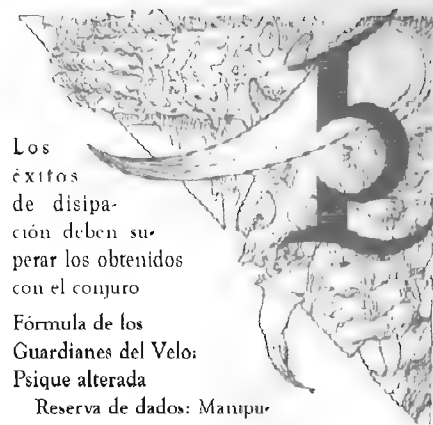 Los
éxitos
de disipa-
ción deben su-
perar los obtenidos
con el conjuro
Fórmula de los
Guardianes del Velo:
Psique alterada
Reserva de dados: Manipu-